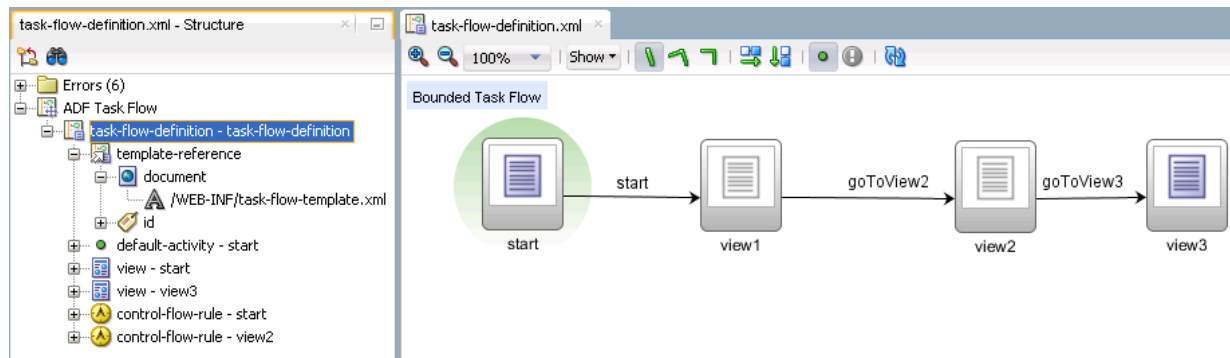 task-flow-definition.xml - Structure
Errors (6)
ADF Task Flow
task-flow-definition - task-flow-definition
template-reference
document
/WEB-INF/task-flow-template.xml
id
default-activity - start
view - start
view - view3
control-flow-rule - start
control-flow-rule - view2
task-flow-definition.xml
100%
Show
Bounded Task Flow
start
goToView2
goToView3
start
view1
view2
view3